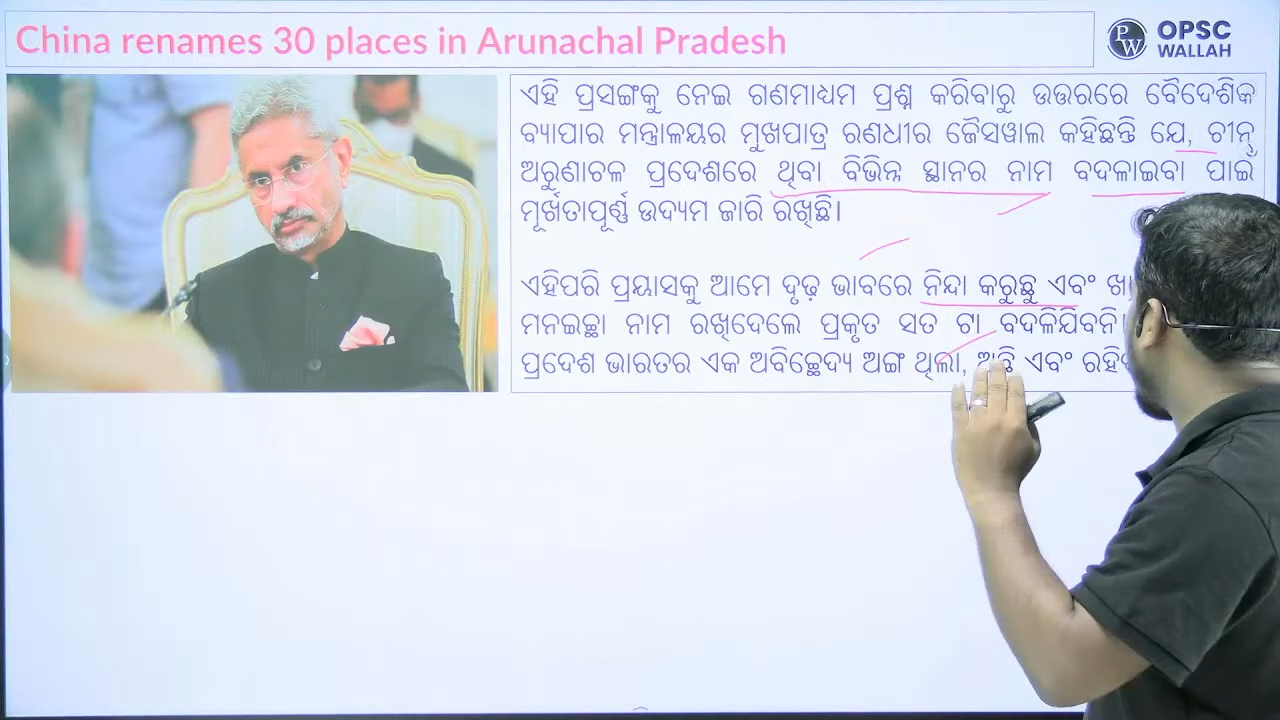 China renames 30 places in Arunachal Pradesh
PW
OPSC
WALLAH
ଏହି ପ୍ରସଙ୍ଗକୁ ନେଇ ଗଣମାଧ୍ୟମ ପ୍ରଶ୍ନ କରିବାରୁ ଉତ୍ତରରେ ବୈଦେଶିକ
ବ୍ୟାପାର ମନ୍ତ୍ରାଳୟର ମୁଖପାତ୍ର ରଣଧୀର ଜୈସୱାଲ କହିଛନ୍ତି ଯେ, ଚୀନ୍
ଅରୁଣାଚଳ ପ୍ରଦେଶରେ ଥିବା ବିଭିନ୍ନ ସ୍ଥାନର ନାମ ବଦଳାଇବା ପାଇଁ
ମୂର୍ଖତାପୂର୍ଣ୍ଣ ଉଦ୍ୟମ ଜାରି ରଖିଛି।
ଏହିପରି ପ୍ରୟାସକୁ ଆମେ ଦୃଢ଼ ଭାବରେ ନିନ୍ଦା କରୁଛୁ ଏବଂ
ମନଇଚ୍ଛା ନାମ ରଖିଦେଲେ ପ୍ରକୃତ ସତ ଟା ବଦଳିଯିବନି।
ପ୍ରଦେଶ ଭାରତର ଏକ ଅବିଚ୍ଛେଦ୍ୟ ଅଙ୍ଗ ଥିଲା, ଅଛି ଏବଂ